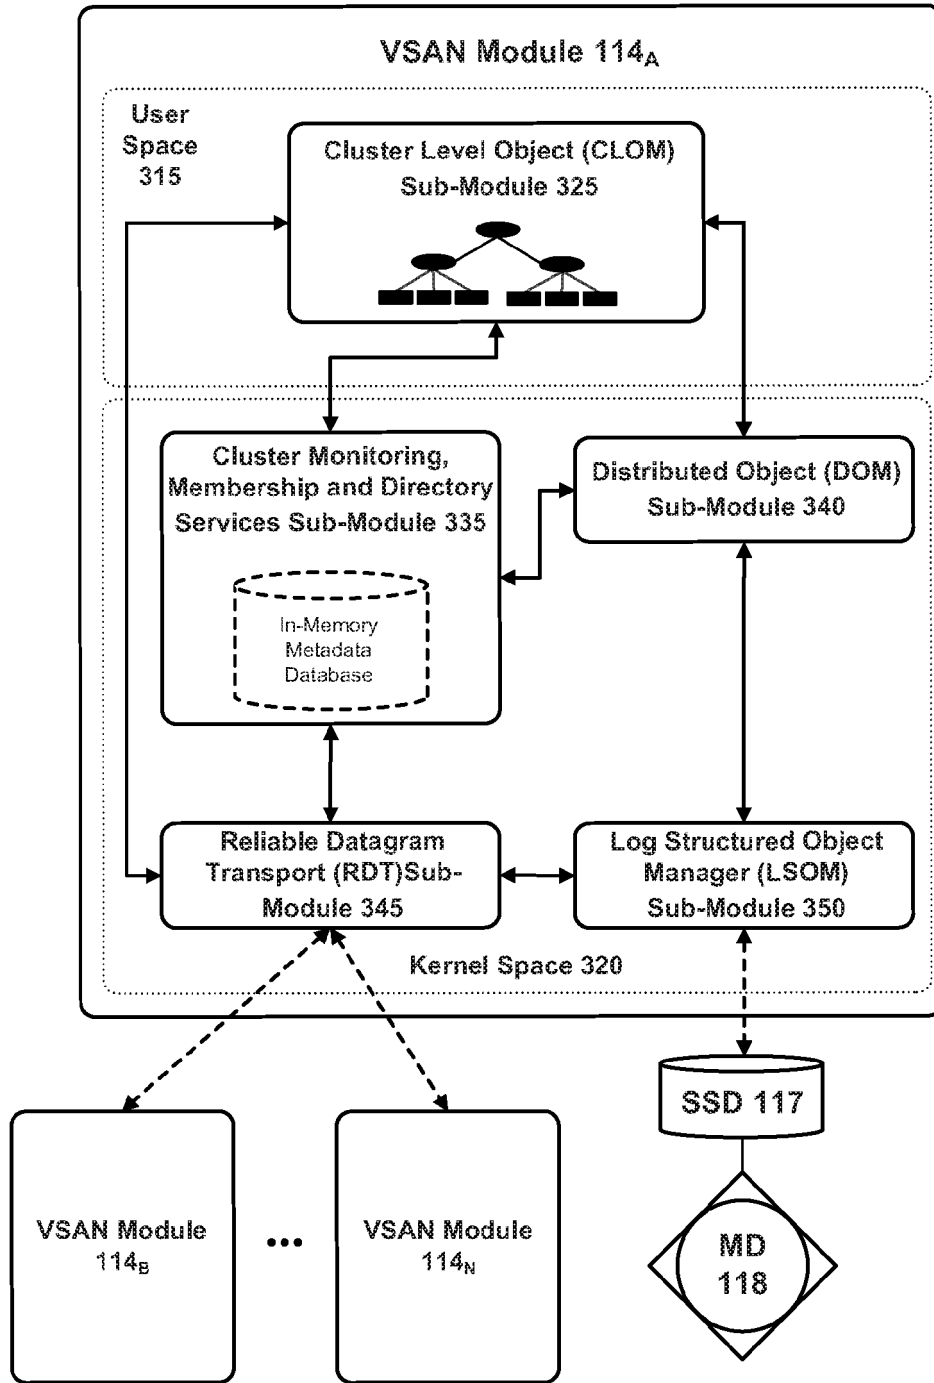 VSAN Module 114A
User
Space
315
Cluster Level Object (CLOM)
Sub-Module 325
Cluster Monitoring,
Membership and Directory
Services Sub-Module 335
In-Memory
Metadata
Database
Distributed Object (DOM)
Sub-Module 340
Reliable Datagram
Transport (RDT)Sub-
Module 345
Log Structured Object
Manager (LSOM)
Sub-Module 350
Kernel Space 320
SSD 117
VSAN Module
114B
•••
VSAN Module
114N
MD
118